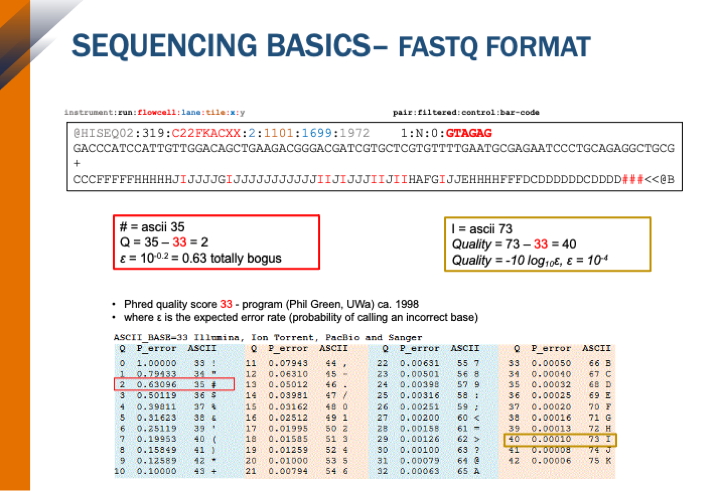 SEQUENCING BASICS– FASTQ FORMAT
instrument:run:flowcell:lane:tile:x:y pair:filtered:control:bar-code
@HISEQ02:319:C22FKACXX:2:1101:1699:1972 1:N:0:GTAGAG
GACCCATCCATTGTTGGACAGCTGAAGACGGGACGATCGTGCTCGTGTTTTGAATGCGAGAATCCCTGCAGAGGCTGCG
+
CCCFFFFFHHHHHJIJJJJGIJJJJJJJJJJJIIJIJJJIIJIIHAFGIJJEHHHHFFFDCDDDDDDCDDDD###<<@B
# = ascii 35
Q = 35 – 33 = 2
ε = 10-0.2 = 0.63 totally bogus
I = ascii 73
Quality = 73 – 33 = 40
Quality = -10 log10ε, ε = 10-4
• Phred quality score 33 - program (Phil Green, UWa) ca. 1998
• where ε is the expected error rate (probability of calling an incorrect base)
ASCII_BASE=33 Illumina, Ion Torrent, PacBio and Sanger
Q P_error ASCII Q P_error ASCII Q P_error ASCII Q P_error ASCII
0 1.00000 33 ! 11 0.07943 44 , 22 0.00631 55 7 33 0.00050 66 B
1 0.79433 34 " 12 0.06310 45 - 23 0.00501 56 8 34 0.00040 67 C
2 0.63096 35 # 13 0.05012 46 . 24 0.00398 57 9 35 0.00032 68 D
3 0.50119 36 $ 14 0.03981 47 / 25 0.00316 58 : 36 0.00025 69 E
4 0.39811 37 % 15 0.03162 48 0 26 0.00251 59 ; 37 0.00020 70 F
5 0.31623 38 & 16 0.02512 49 1 27 0.00200 60 < 38 0.00016 71 G
6 0.25119 39 ' 17 0.01995 50 2 28 0.00158 61 = 39 0.00013 72 H
7 0.19953 40 ( 18 0.01585 51 3 29 0.00126 62 > 40 0.00010 73 I
8 0.15849 41 ) 19 0.01259 52 4 30 0.00100 63 ? 41 0.00008 74 J
9 0.12589 42 * 20 0.01000 53 5 31 0.00079 64 @ 42 0.00006 75 K
10 0.10000 43 + 21 0.00794 54 6 32 0.00063 65 A